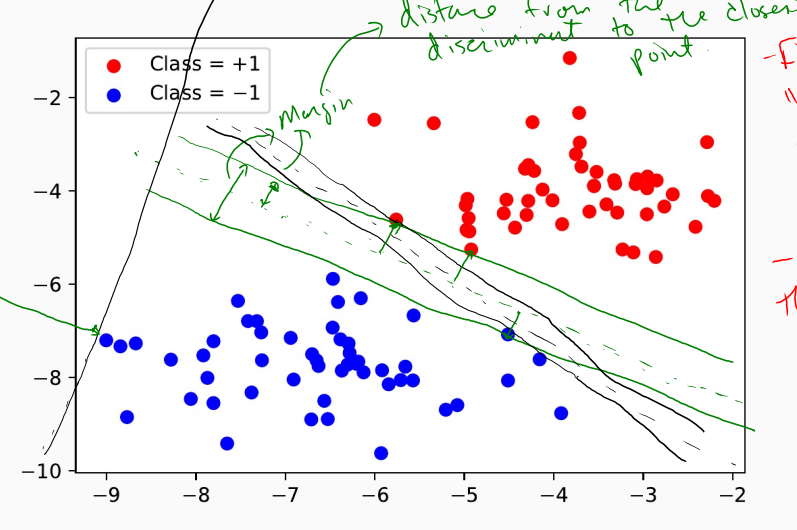 distance from the closes
discriminant to the
point.
Class = +1
Class = −1
Margin
−2
−4
−6
−8
−10
−9 −8 −7 −6 −5 −4 −3 −2